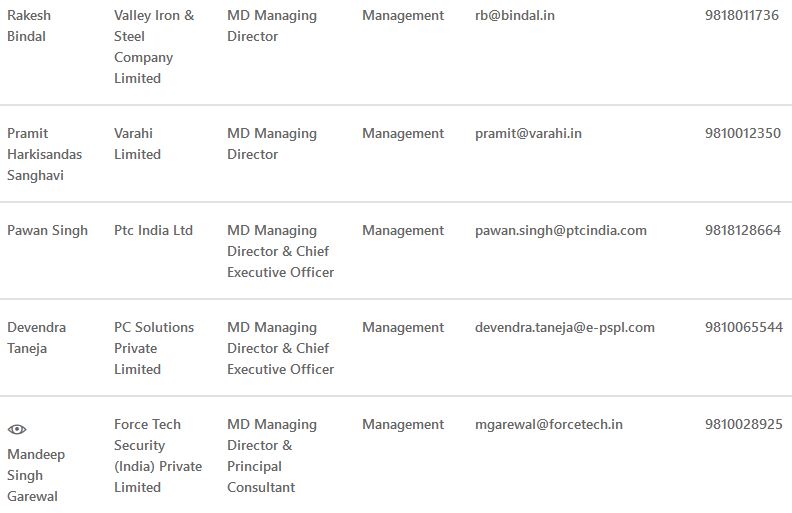 Rakesh Bindal Valley Iron & Steel Company Limited MD Managing Director Management rb@bindal.in 9818011736
Pramit Harkisandas Sanghavi Varahi Limited MD Managing Director Management pramit@varahi.in 9810012350
Pawan Singh Ptc India Ltd MD Managing Director & Chief Executive Officer Management pawan.singh@ptcindia.com 9818128664
Devendra Taneja PC Solutions Private Limited MD Managing Director & Chief Executive Officer Management devendra.taneja@e-pspl.com 9810065544
Mandeep Singh Garewal Force Tech Security (India) Private Limited MD Managing Director & Principal Consultant Management mgarewal@forcetech.in 9810028925